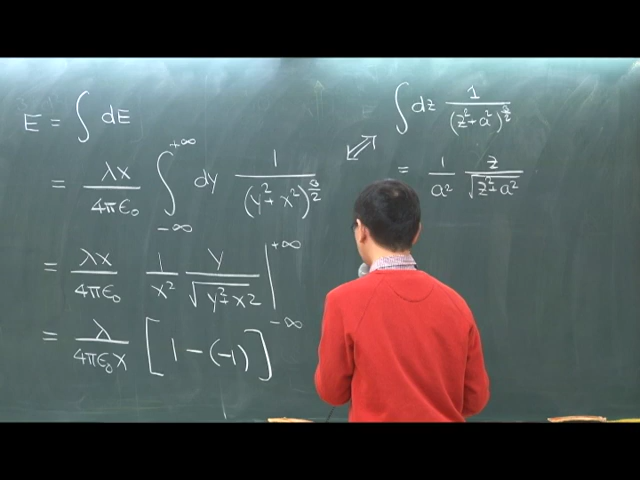 E = ∫ dE
= λx/4πϵ₀ ∫_{-∞}^{+∞} dy 1/(y²+x²)^{3/2}
= λx/4πϵ₀ 1/x² y/√(y²+x²) |_{-∞}^{+∞}
= λ/4πϵ₀x [1-(-1)]
∫ dz 1/(z²+a²)^{3/2}
= 1/a² z/√(z²+a²)